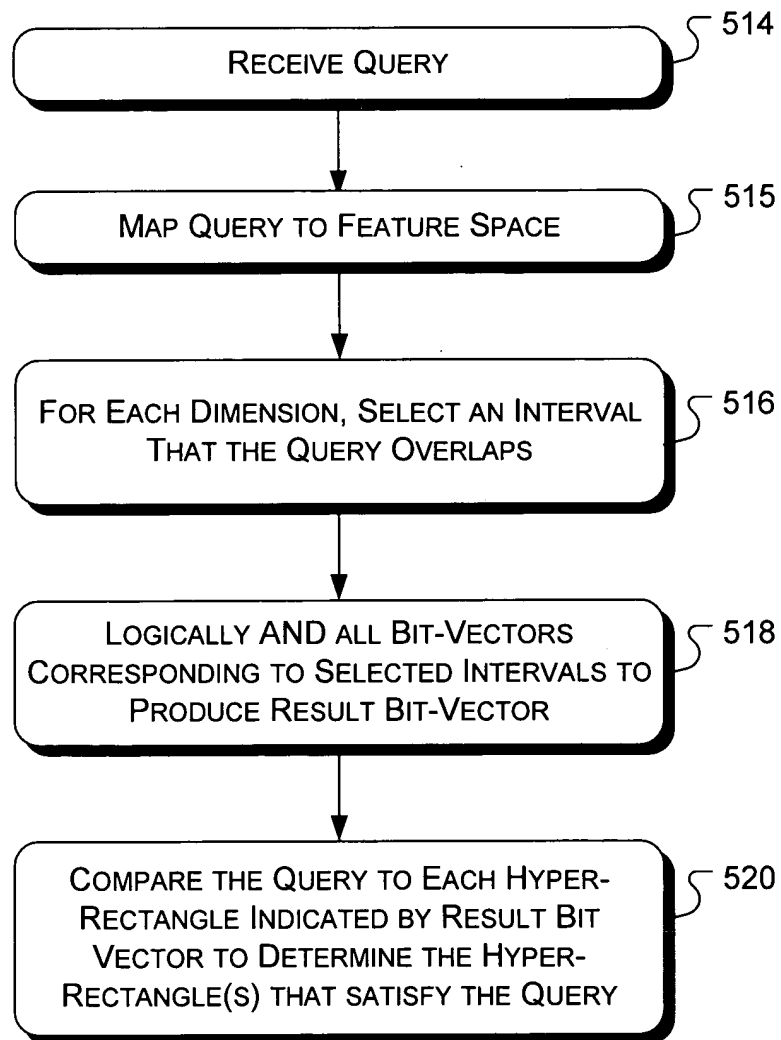 514
RECEIVE QUERY
515
MAP QUERY TO FEATURE SPACE
516
FOR EACH DIMENSION, SELECT AN INTERVAL
THAT THE QUERY OVERLAPS
518
LOGICALLY AND ALL BIT-VECTORS
CORRESPONDING TO SELECTED INTERVALS TO
PRODUCE RESULT BIT-VECTOR
520
COMPARE THE QUERY TO EACH HYPER-
RECTANGLE INDICATED BY RESULT BIT
VECTOR TO DETERMINE THE HYPER-
RECTANGLE(S) THAT SATISFY THE QUERY